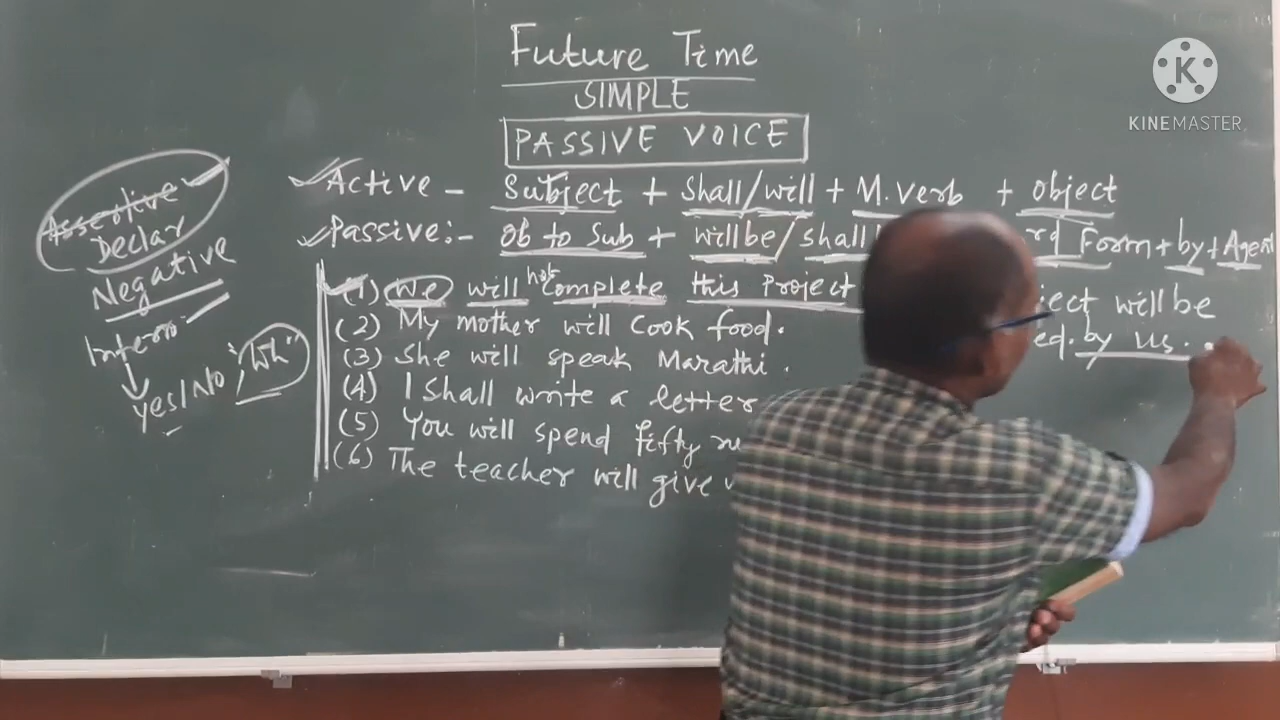 Future Time
SIMPLE
PASSIVE VOICE
KINEMASTER
Active - Subject + Shall/will + M.verb + object
Passive:- Ob to Sub + will be/shall Form + by + Agent
(1) We will not Complete this Project
ject will be
ed. by us.
(2) My mother will Cook food.
(3) She will speak Marathi.
(4) I Shall write a letter
(5) You will spend fifty
(6) The teacher will give
Assertive
Declar
Negative
Interro
Yes/No, "Wh"